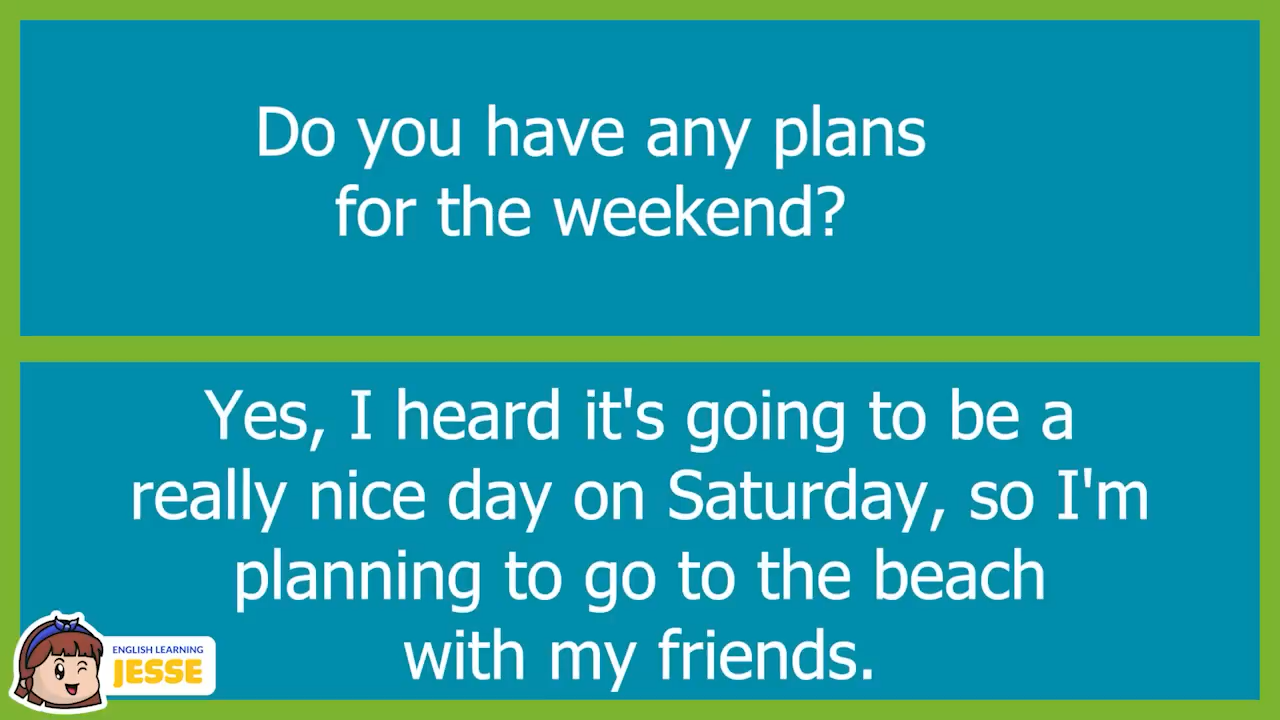 Do you have any plans
for the weekend?
Yes, I heard it's going to be a
really nice day on Saturday, so I'm
planning to go to the beach
with my friends.
ENGLISH LEARNING
JESSE